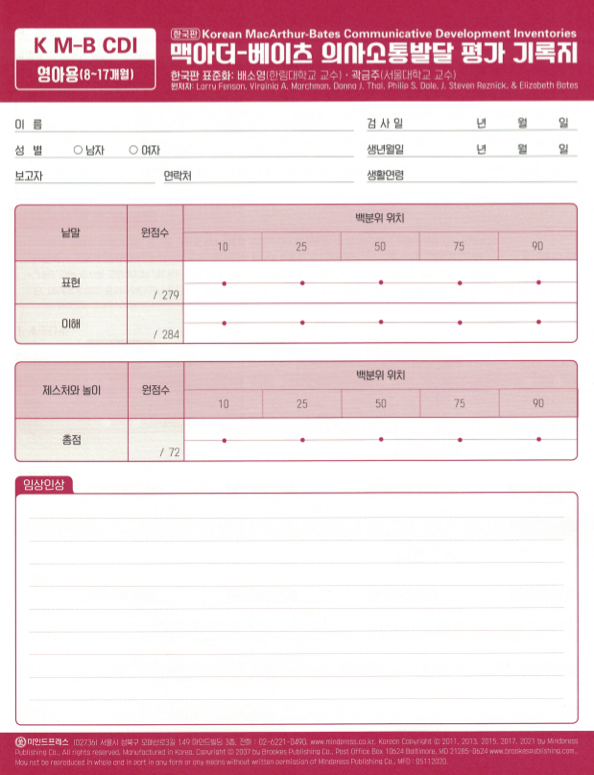 K M-B CDI
영아용(8~17개월)
한국판 Korean MacArthur-Bates Communicative Development Inventories
맥아더-베이츠 의사소통발달 평가 기록지
한국판 표준화: 배소영(한림대학교 교수) · 곽금주(서울대학교 교수)
원저자: Larry Fenson, Virginia A. Marchman, Donna J. Thal, Philip S. Dale, J. Steven Reznick, & Elizabeth Bates
이 름 검 사 일 년 월 일
성 별 남자 여자 생년월일 년 월 일
보고자 연락처 생활연령
낱말 원점수 백분위 위치
10 25 50 75 90
표현 / 279
이해 / 284
제스처와 놀이 원점수 백분위 위치
10 25 50 75 90
총점 / 72
임상인상
마인드프레스 (02736) 서울시 성북구 오패산로3길 149 마인드빌딩 3층, 전화 : 02-6221-0490, www.mindpress.co.kr, Korean Copyright © 2011, 2013, 2015, 2017, 2021 by Mindpress
Publishing Co., All rights reserved, Manufactured in Korea. Copyright © 2007 by Brookes Publishing Co., Post Office Box 10624 Baltimore, MD 21285-0624 www.brookespublishing.com,
May not be reproduced in whole and in part in any form or any means without written permission of Mindpress Publishing Co., MFG : 05112020.